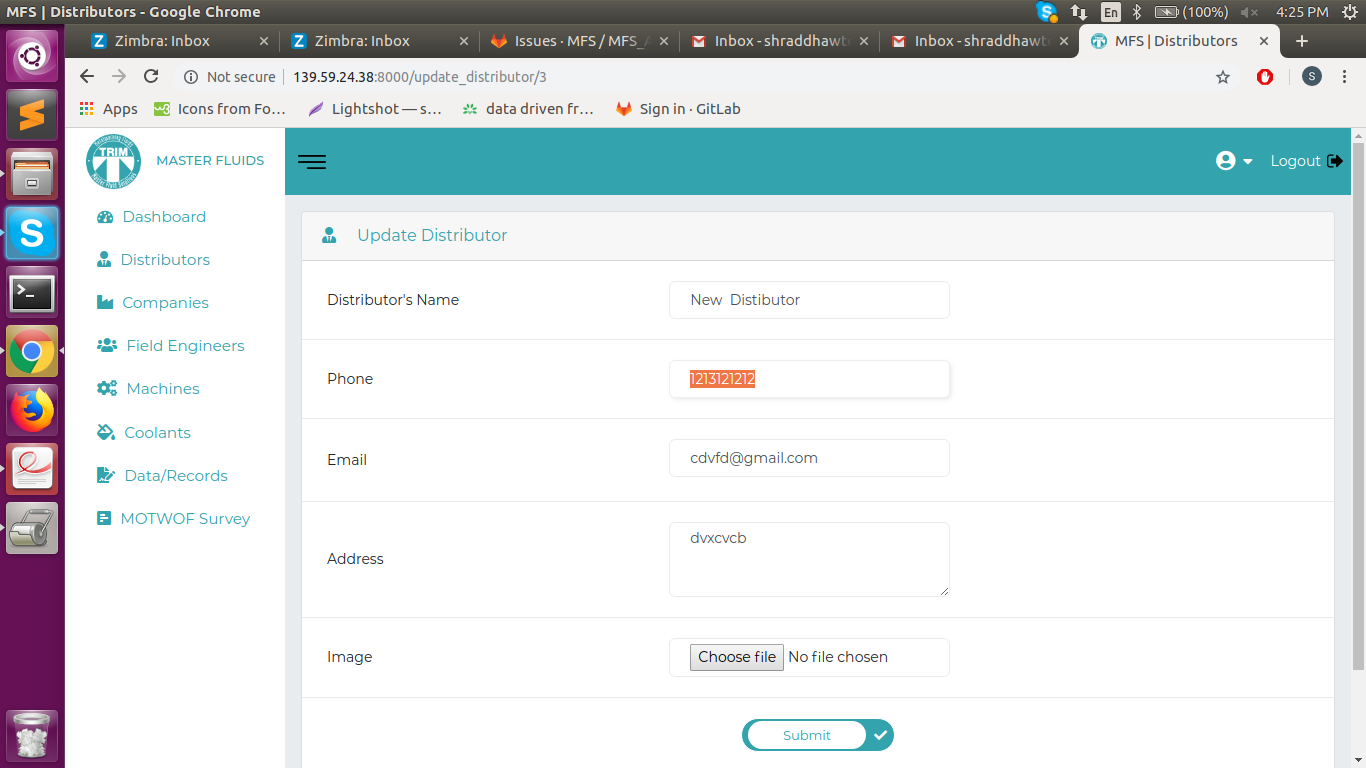 MFS | Distributors - Google Chrome
En (100%) 4:25 PM
Zimbra: Inbox Zimbra: Inbox Issues · MFS / MFS_A Inbox - shraddhawte Inbox - shraddhawte MFS | Distributors
Not secure 139.59.24.38:8000/update_distributor/3 S
Apps Icons from Fo... Lightshot — s... data driven fr... Sign in · GitLab
TRIM
MASTER FLUIDS
Logout
Dashboard
Distributors
Companies
Field Engineers
Machines
Coolants
Data/Records
MOTWOF Survey
Update Distributor
Distributor's Name New  Distibutor
Phone 1213121212
Email cdvfd@gmail.com
Address dvxcvcb
Image Choose file No file chosen
Submit